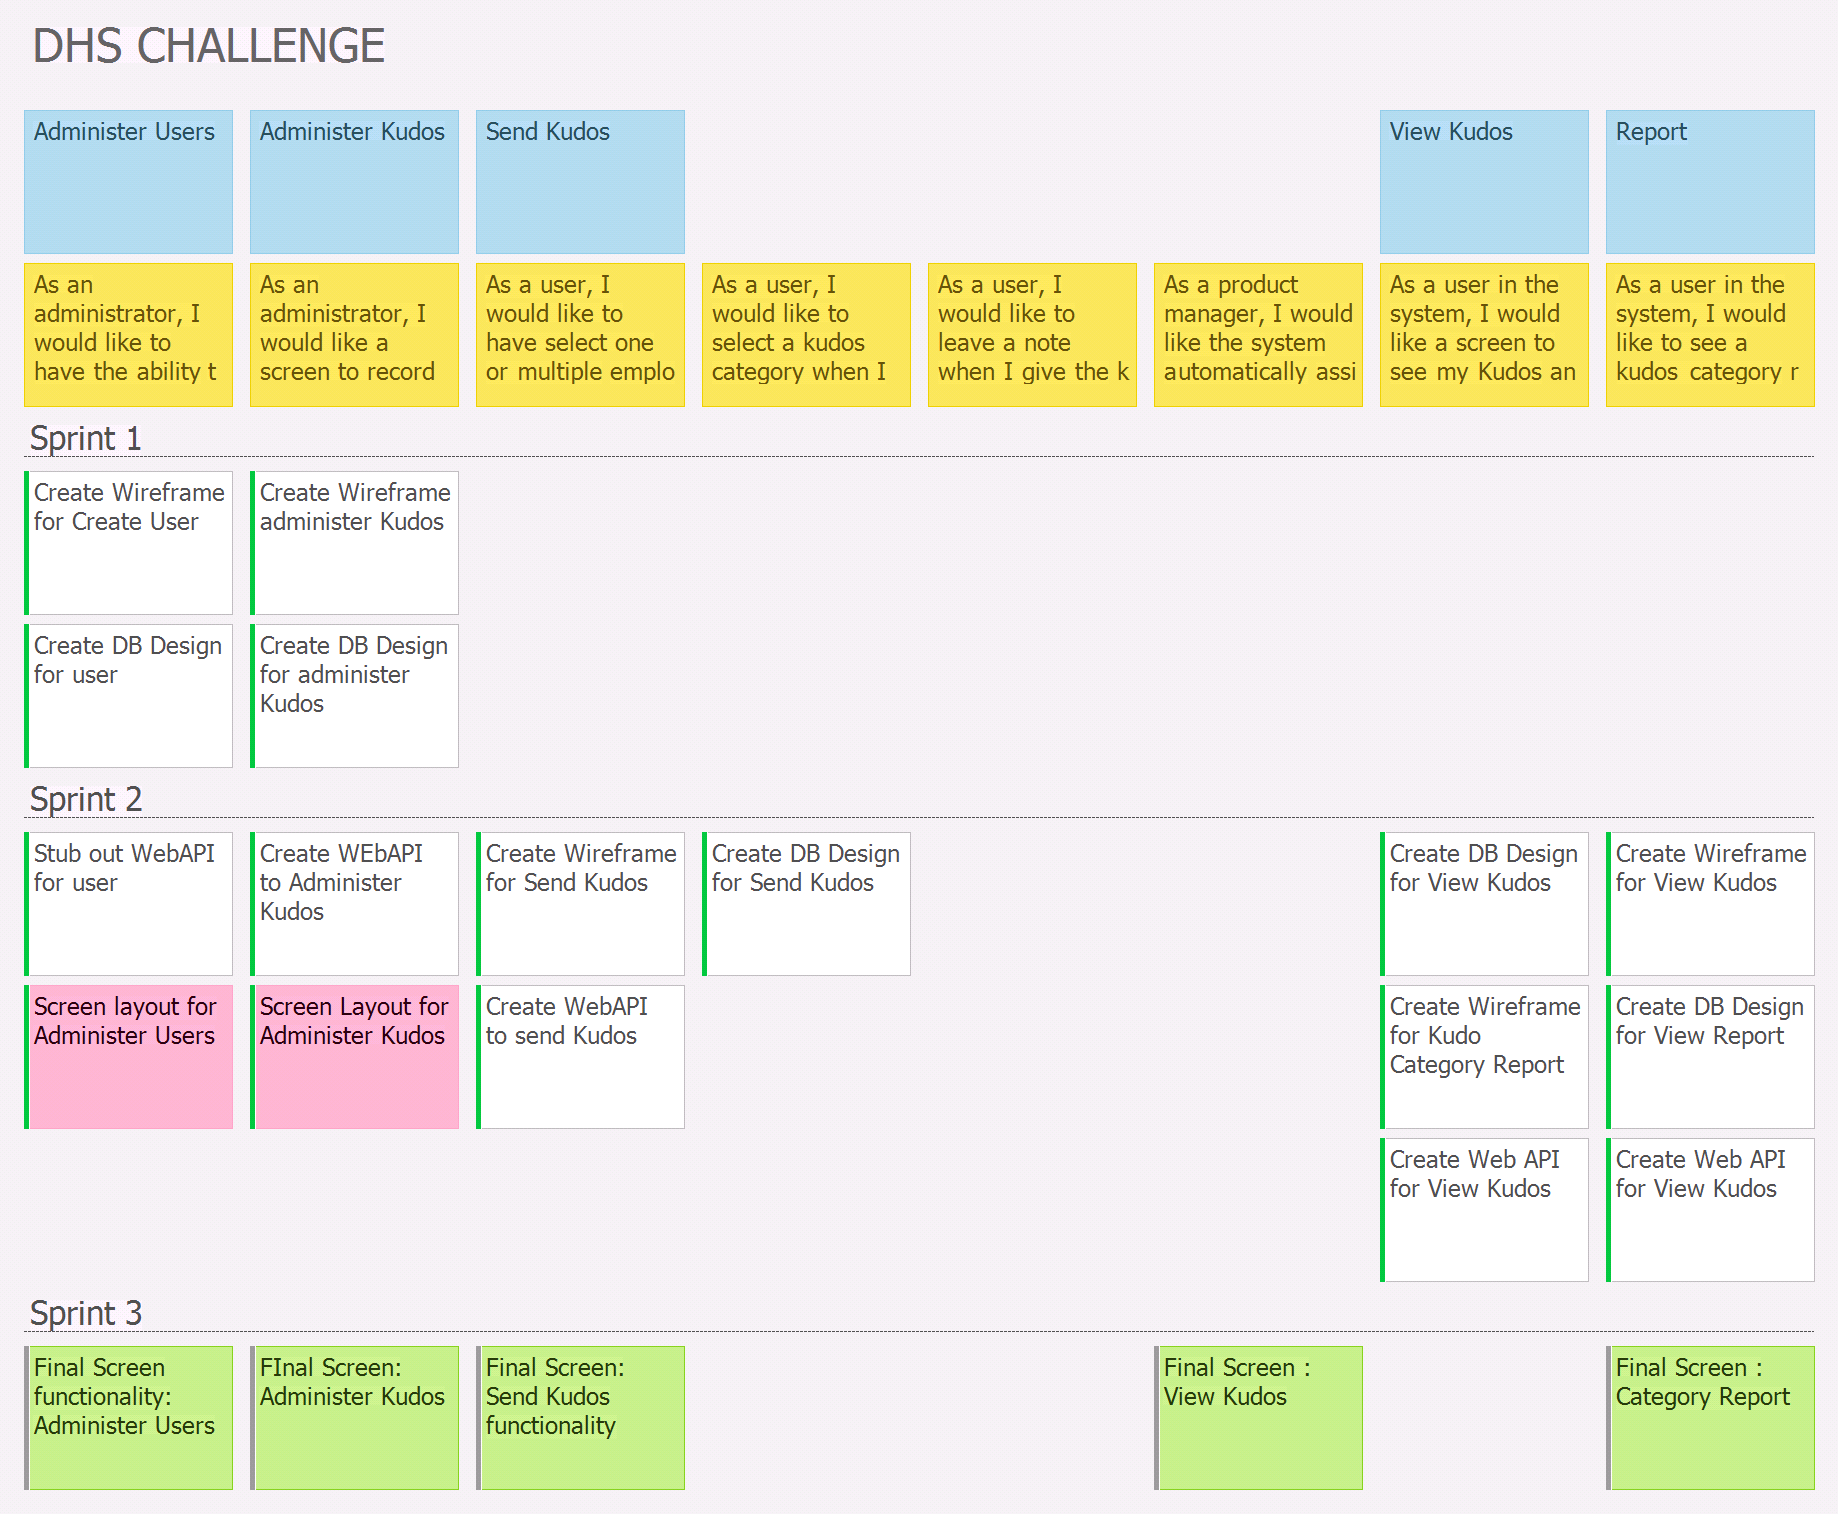 DHS CHALLENGE
Administer Users
Administer Kudos
Send Kudos
View Kudos
Report
As an
administrator, I
would like to
have the ability t
As an
administrator, I
would like a
screen to record
As a user, I
would like to
have select one
or multiple emplo
As a user, I
would like to
select a kudos
category when I
As a user, I
would like to
leave a note
when I give the k
As a product
manager, I would
like the system
automatically assi
As a user in the
system, I would
like a screen to
see my Kudos an
As a user in the
system, I would
like to see a
kudos category r
Sprint 1
Create Wireframe
for Create User
Create Wireframe
administer Kudos
Create DB Design
for user
Create DB Design
for administer
Kudos
Sprint 2
Stub out WebAPI
for user
Create WEbAPI
to Administer
Kudos
Create Wireframe
for Send Kudos
Create DB Design
for Send Kudos
Create DB Design
for View Kudos
Create Wireframe
for View Kudos
Screen layout for
Administer Users
Screen Layout for
Administer Kudos
Create WebAPI
to send Kudos
Create Wireframe
for Kudo
Category Report
Create DB Design
for View Report
Create Web API
for View Kudos
Create Web API
for View Kudos
Sprint 3
Final Screen
functionality:
Administer Users
FInal Screen:
Administer Kudos
Final Screen:
Send Kudos
functionality
Final Screen :
View Kudos
Final Screen :
Category Report